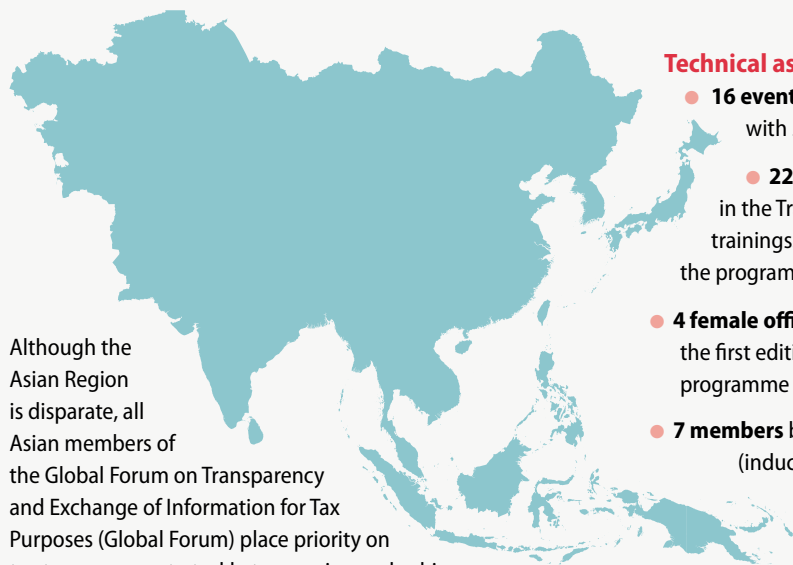 Although the
Asian Region
is disparate, all
Asian members of
the Global Forum on Transparency
and Exchange of Information for Tax
Purposes (Global Forum) place priority on
Technical as
16 event
with
22
in the Tr
trainings
the program
4 female offi
the first editi
programme
7 members b
(induc